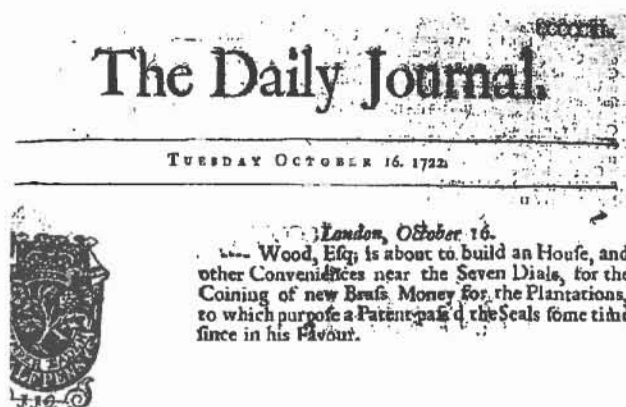 The Daily Journal.
TUESDAY OCTOBER 16. 1722.
London, October 16.
Wood, Esq; is about to build an House, and
other Conveniences near the Seven Dials, for the
Coining of new Brass Money for the Plantations,
to which purpose a Patent pass'd the Seals some time
since in his Favour.